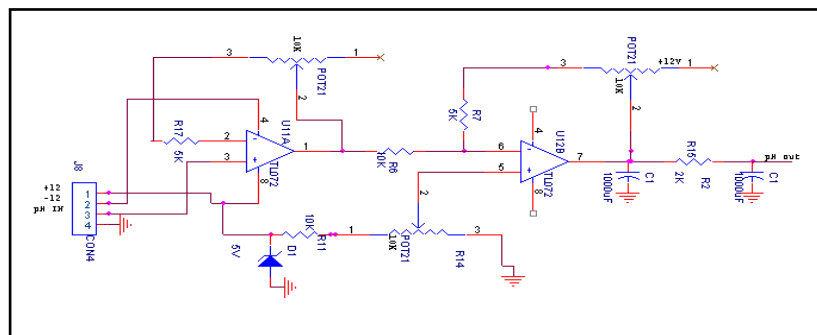 3
10K
1
POT21
2
R17
5K
2
3
4
U11A
1
TL072
8
J8
+12
-12
pH IN
1
2
3
4
CON4
5V
D1
10K
R11
1
10K
POT21
2
3
R14
R6
10K
R7
5K
3
POT21
10K
+12v
1
2
4
U12B
6
5
7
TL072
8
C1
1000uF
R15
2K
R2
pH out
C1
1000uF